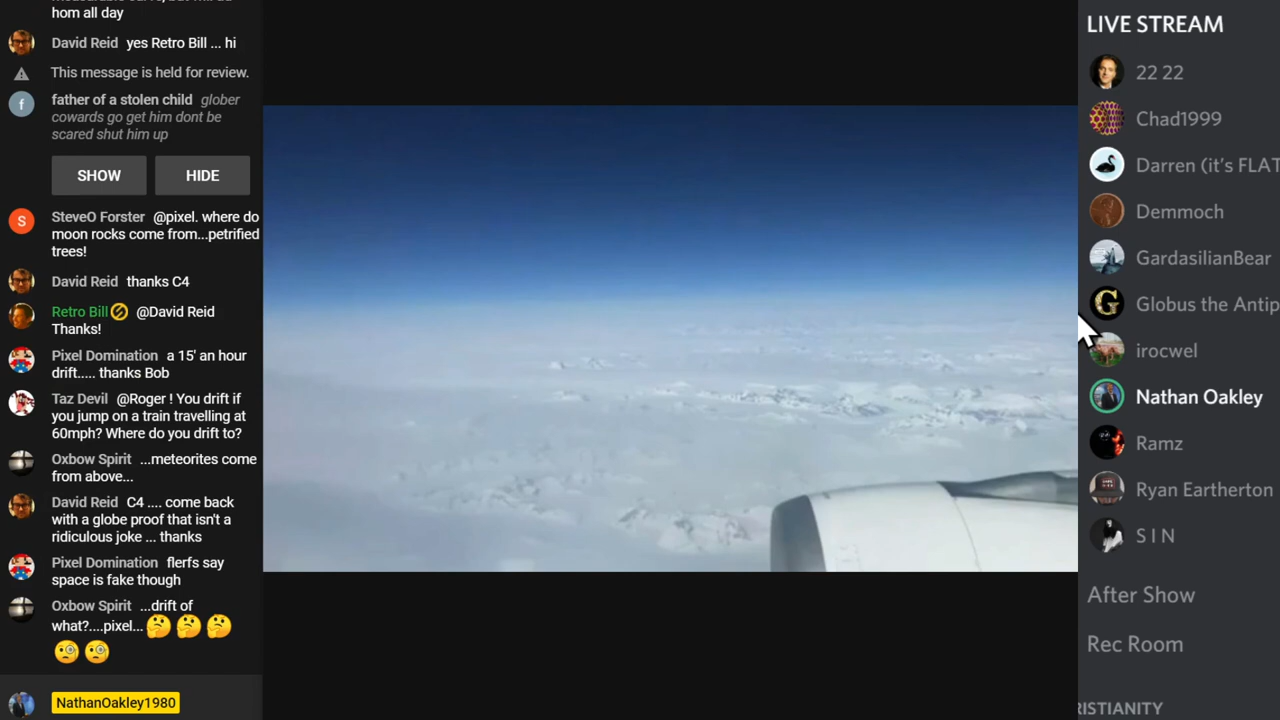 hom all day
David Reid yes Retro Bill ... hi
This message is held for review.
father of a stolen child glober
cowards go get him dont be
scared shut him up
SHOW HIDE
SteveO Forster @pixel. where do
moon rocks come from...petrified
trees!
David Reid thanks C4
Retro Bill @David Reid
Thanks!
Pixel Domination a 15' an hour
drift..... thanks Bob
Taz Devil @Roger ! You drift if
you jump on a train travelling at
60mph? Where do you drift to?
Oxbow Spirit ...meteorites come
from above...
David Reid C4 .... come back
with a globe proof that isn't a
ridiculous joke ... thanks
Pixel Domination flerfs say
space is fake though
Oxbow Spirit ...drift of
what?....pixel...
NathanOakley1980
LIVE STREAM
22 22
Chad1999
Darren (it's FLAT
Demmoch
GardasilianBear
Globus the Antip
irocwel
Nathan Oakley
Ramz
Ryan Eartherton
S I N
After Show
Rec Room
RISTIANITY